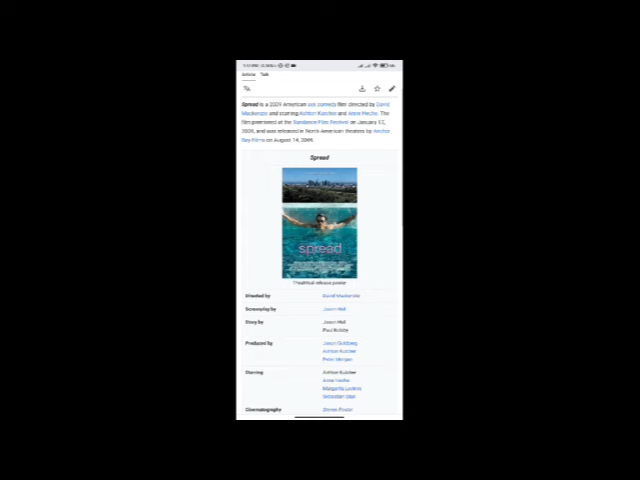 Article Talk
Spread is a 2009 American sex comedy film directed by David
Mackenzie and starring Ashton Kutcher and Anne Heche. The
film premiered at the Sundance Film Festival on January 17,
2009, and was released in North American theaters by Anchor
Bay Films on August 14, 2009.
Spread
spread
Theatrical release poster
Directed by David Mackenzie
Screenplay by Jason Hall
Story by Jason Hall
Paul Kolsby
Produced by Jason Goldberg
Ashton Kutcher
Peter Morgan
Starring Ashton Kutcher
Anne Heche
Margarita Levieva
Sebastian Stan
Cinematography Steven Poster